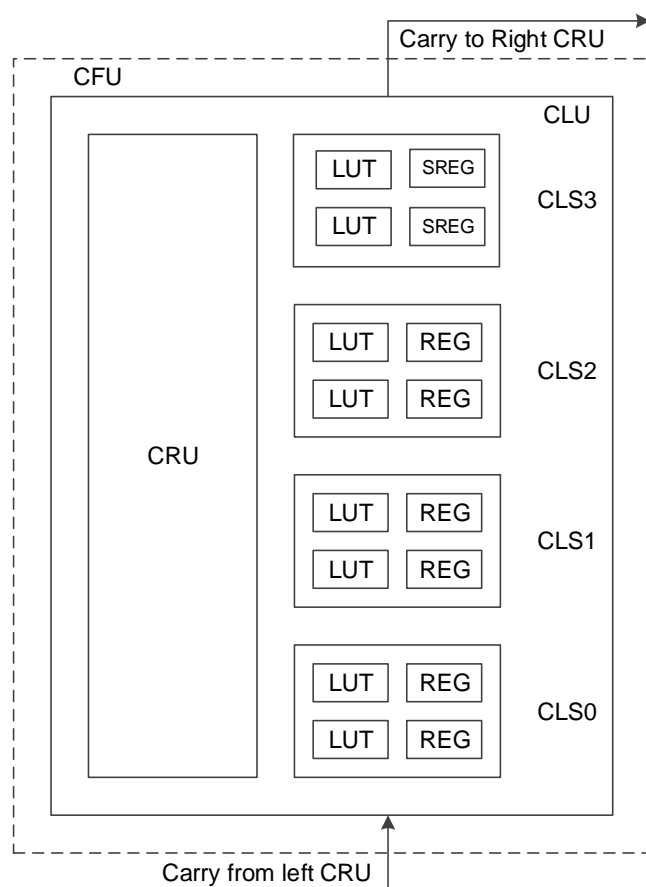 Carry to Right CRU
CFU
CLU
LUT SREG
CLS3
LUT SREG
LUT REG
CLS2
LUT REG
CRU
LUT REG
CLS1
LUT REG
LUT REG
CLS0
LUT REG
Carry from left CRU